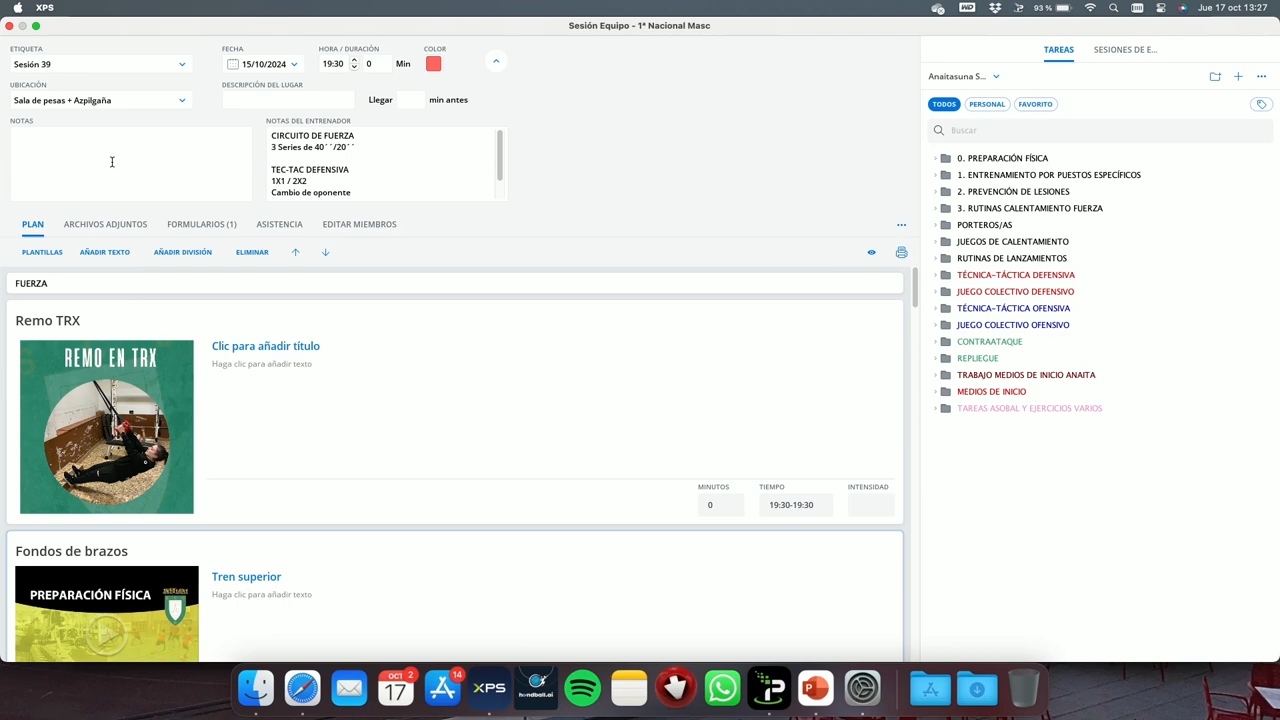 XPS
Jue 17 oct 13:27
75 %
Sesión Equipo - 1ª Nacional Masc
ETIQUETA
Sesión 39
FECHA
15/10/2024
HORA / DURACIÓN
19:30
0
Min
COLOR
UBICACIÓN
Sala de pesas + Azpilgaña
DESCRIPCIÓN DEL LUGAR
Llegar
min antes
NOTAS
NOTAS DEL ENTRENADOR
CIRCUITO DE FUERZA
3 Series de 40´´/20´´
TEC-TAC DEFENSIVA
1X1 / 2X2
Cambio de oponente
PLAN
ARCHIVOS ADJUNTOS
FORMULARIOS (1)
ASISTENCIA
EDITAR MIEMBROS
PLANTILLAS
AÑADIR TEXTO
AÑADIR DIVISIÓN
ELIMINAR
FUERZA
Remo TRX
REMO EN TRX
Clic para añadir título
Haga clic para añadir texto
MINUTOS
0
TIEMPO
19:30-19:30
INTENSIDAD
Fondos de brazos
PREPARACIÓN FÍSICA
Tren superior
Haga clic para añadir texto
TAREAS
SESIONES DE E...
Anaitasuna S...
TODOS
PERSONAL
FAVORITO
Buscar
0. PREPARACIÓN FÍSICA
1. ENTRENAMIENTO POR PUESTOS ESPECÍFICOS
2. PREVENCIÓN DE LESIONES
3. RUTINAS CALENTAMIENTO FUERZA
PORTEROS/AS
JUEGOS DE CALENTAMIENTO
RUTINAS DE LANZAMIENTOS
TÉCNICA-TÁCTICA DEFENSIVA
JUEGO COLECTIVO DEFENSIVO
TÉCNICA-TÁCTICA OFENSIVA
JUEGO COLECTIVO OFENSIVO
CONTRAATAQUE
REPLIEGUE
TRABAJO MEDIOS DE INICIO ANAITA
MEDIOS DE INICIO
TAREAS ASOBAL Y EJERCICIOS VARIOS
OCT
17
2
14
XPS
handball.ai